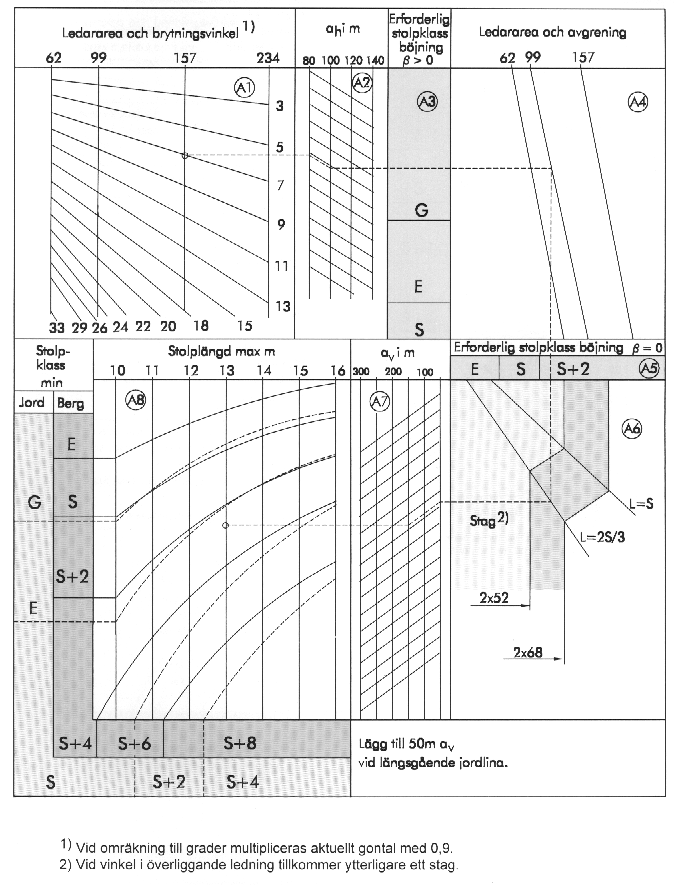 Ledararea och brytningsvinkel 1)
62 99 157 234
A1
3
5
7
9
11
13
33 29 26 24 22 20 18 15
ah i m
80 100 120 140
A2
Erforderlig
stolpklass
böjning
β > 0
A3
G
E
S
Ledararea och avgrening
62 99 157
A4
Stolp-
klass
min
Jord Berg
E
G S
S+2
E
S+4 S+6 S+8
S S+2 S+4
Stolplängd max m
10 11 12 13 14 15 16
A8
av i m
300 200 100
A7
Erforderlig stolpklass böjning β = 0
E S S+2 A5
A6
L=S
Stag 2)
L=2S/3
2x52
2x68
Lägg till 50m av
vid längsgående jordlina.
1) Vid omräkning till grader multipliceras aktuellt gontal med 0,9.
2) Vid vinkel i överliggande ledning tillkommer ytterligare ett stag.